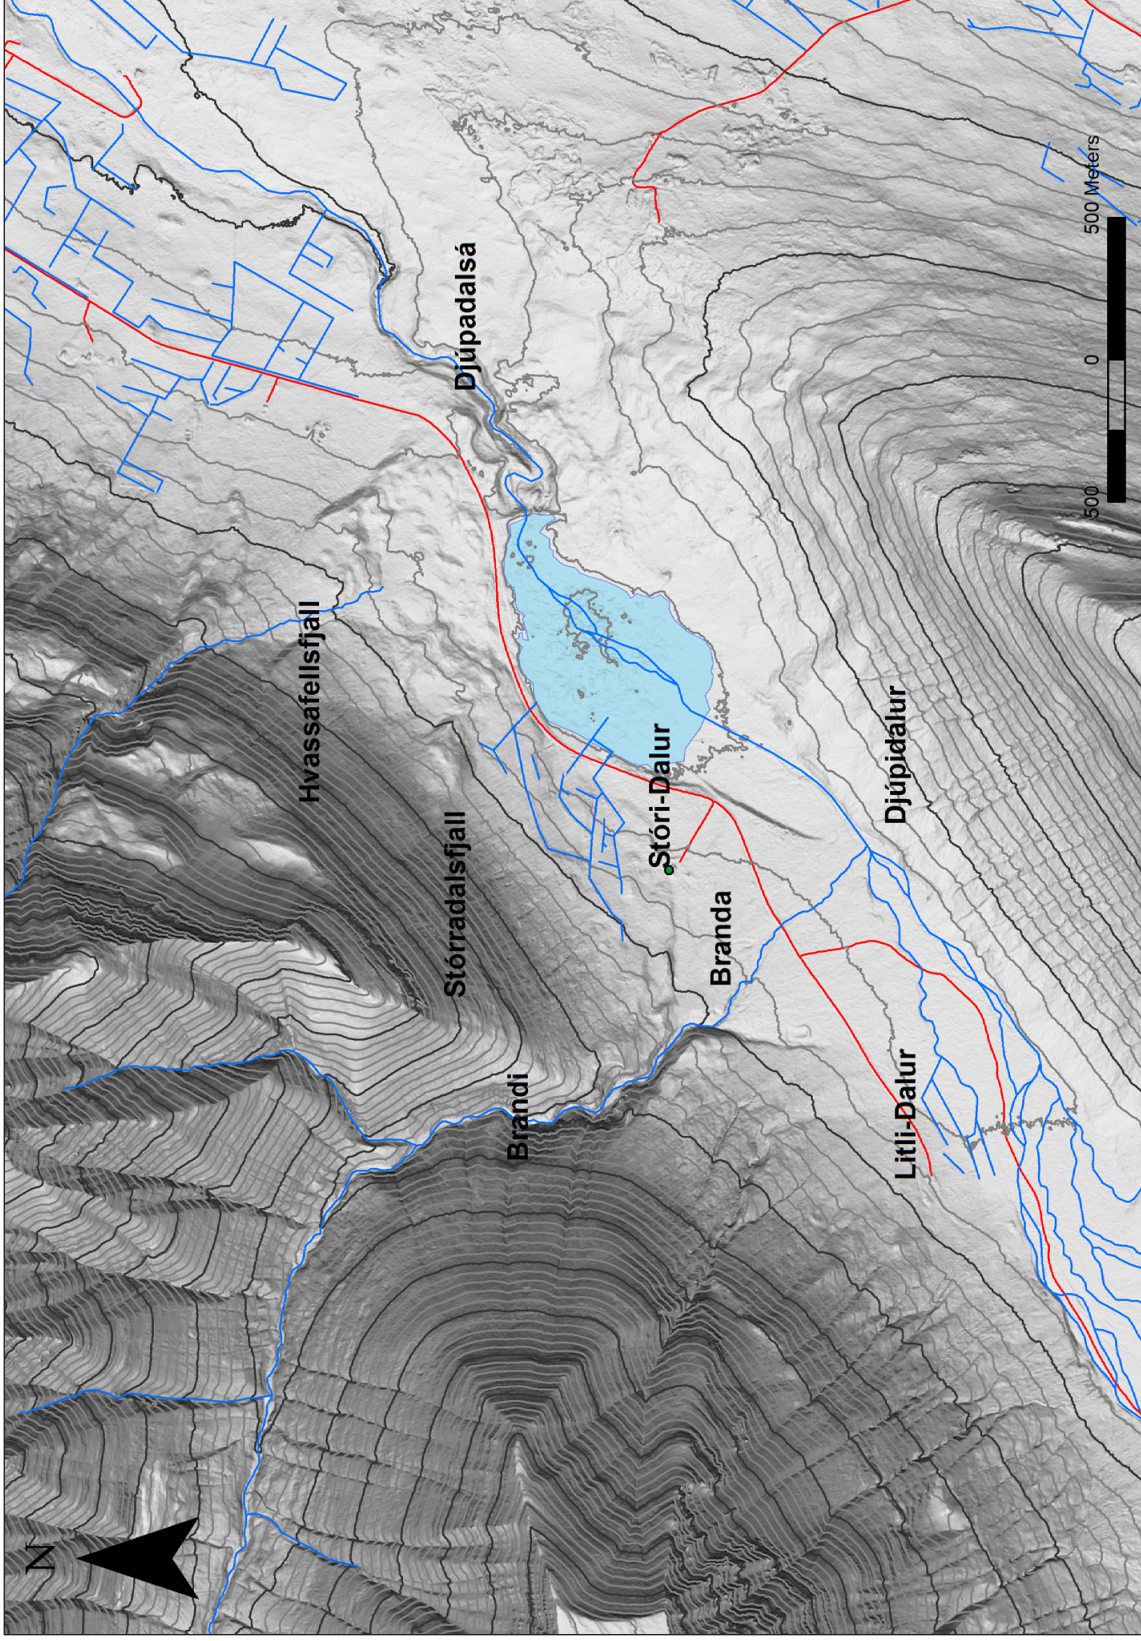 N
Hvassafellsfjall
Stórradalsfjall
Djúpadalsá
Brandi
Stóri-Dalur
Branda
Djúpidalur
Litli-Dalur
500 0 500 Meters